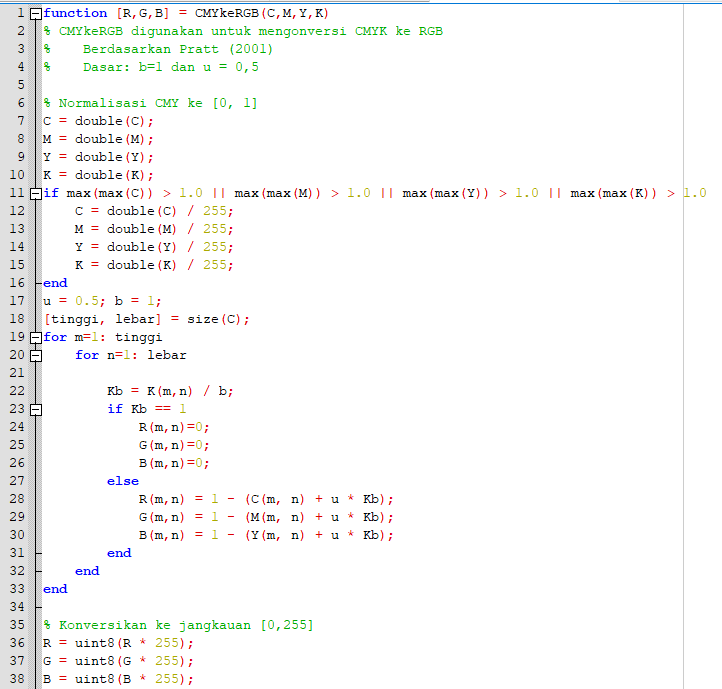 1 function [R,G,B] = CMYkeRGB(C,M,Y,K)
2 % CMYkeRGB digunakan untuk mengonversi CMYK ke RGB
3 %    Berdasarkan Pratt (2001)
4 %    Dasar: b=1 dan u = 0,5
5
6 % Normalisasi CMY ke [0, 1]
7 C = double(C);
8 M = double(M);
9 Y = double(Y);
10 K = double(K);
11 if max(max(C)) > 1.0 || max(max(M)) > 1.0 || max(max(Y)) > 1.0 || max(max(K)) > 1.0
12     C = double(C) / 255;
13     M = double(M) / 255;
14     Y = double(Y) / 255;
15     K = double(K) / 255;
16 end
17 u = 0.5; b = 1;
18 [tinggi, lebar] = size(C);
19 for m=1: tinggi
20     for n=1: lebar
21
22         Kb = K(m,n) / b;
23         if Kb == 1
24             R(m,n)=0;
25             G(m,n)=0;
26             B(m,n)=0;
27         else
28             R(m,n) = 1 - (C(m, n) + u * Kb);
29             G(m,n) = 1 - (M(m, n) + u * Kb);
30             B(m,n) = 1 - (Y(m, n) + u * Kb);
31         end
32     end
33 end
34
35 % Konversikan ke jangkauan [0,255]
36 R = uint8(R * 255);
37 G = uint8(G * 255);
38 B = uint8(B * 255);